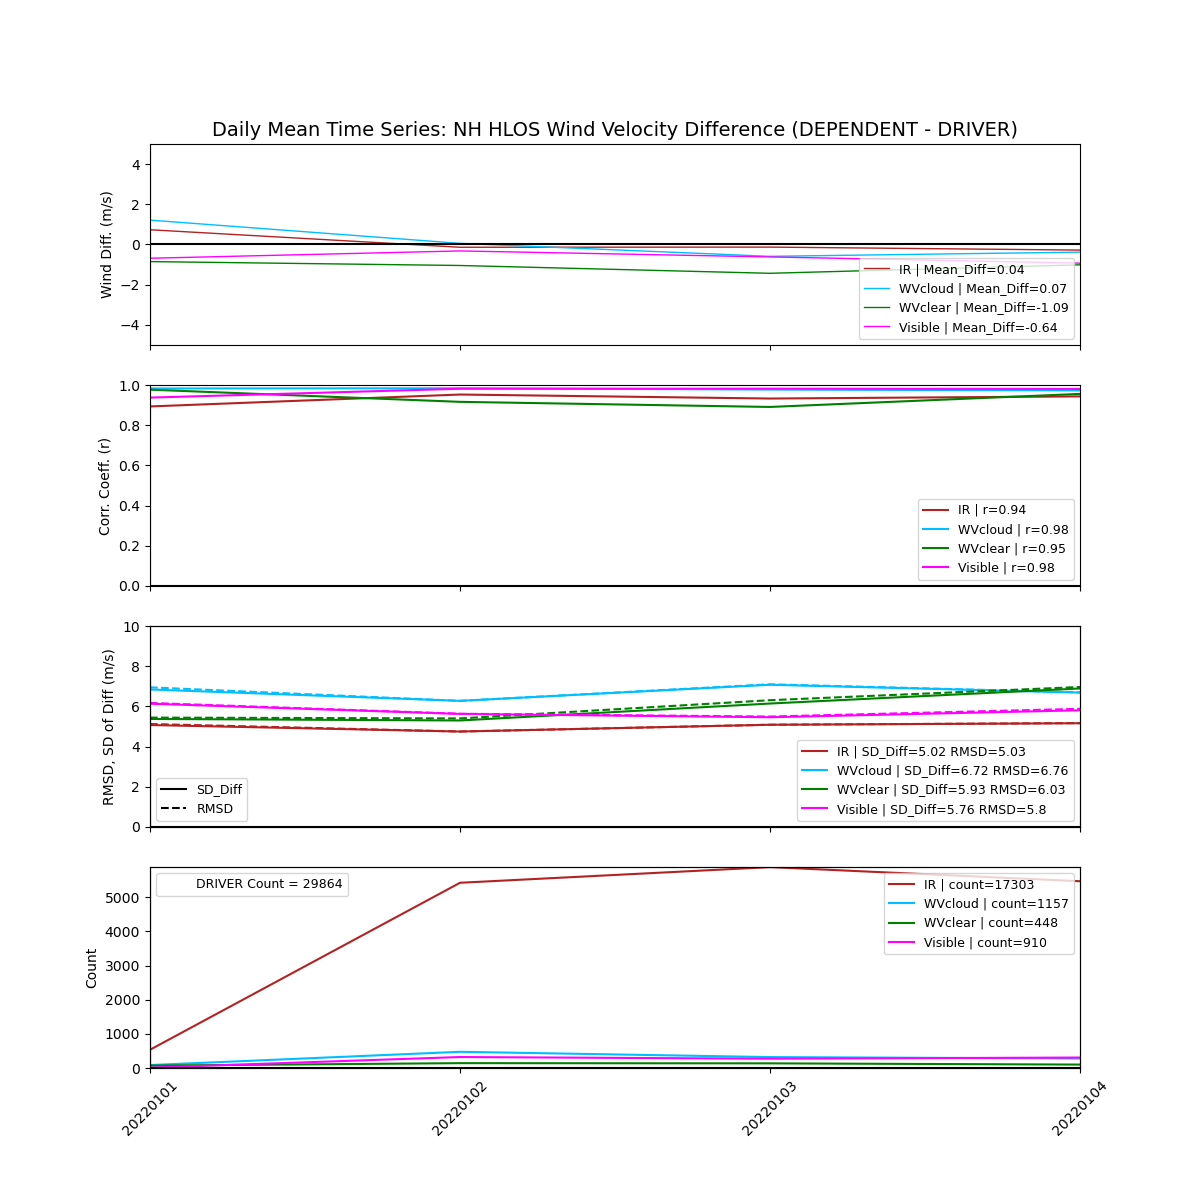 Daily Mean Time Series: NH HLOS Wind Velocity Difference (DEPENDENT - DRIVER)
Wind Diff. (m/s)
4
2
0
−2
−4
IR | Mean_Diff=0.04
WVcloud | Mean_Diff=0.07
WVclear | Mean_Diff=-1.09
Visible | Mean_Diff=-0.64
Corr. Coeff. (r)
1.0
0.8
0.6
0.4
0.2
0.0
IR | r=0.94
WVcloud | r=0.98
WVclear | r=0.95
Visible | r=0.98
RMSD, SD of Diff (m/s)
10
8
6
4
2
0
SD_Diff
RMSD
IR | SD_Diff=5.02 RMSD=5.03
WVcloud | SD_Diff=6.72 RMSD=6.76
WVclear | SD_Diff=5.93 RMSD=6.03
Visible | SD_Diff=5.76 RMSD=5.8
Count
5000
4000
3000
2000
1000
0
DRIVER Count = 29864
IR | count=17303
WVcloud | count=1157
WVclear | count=448
Visible | count=910
20220101
20220102
20220103
20220104